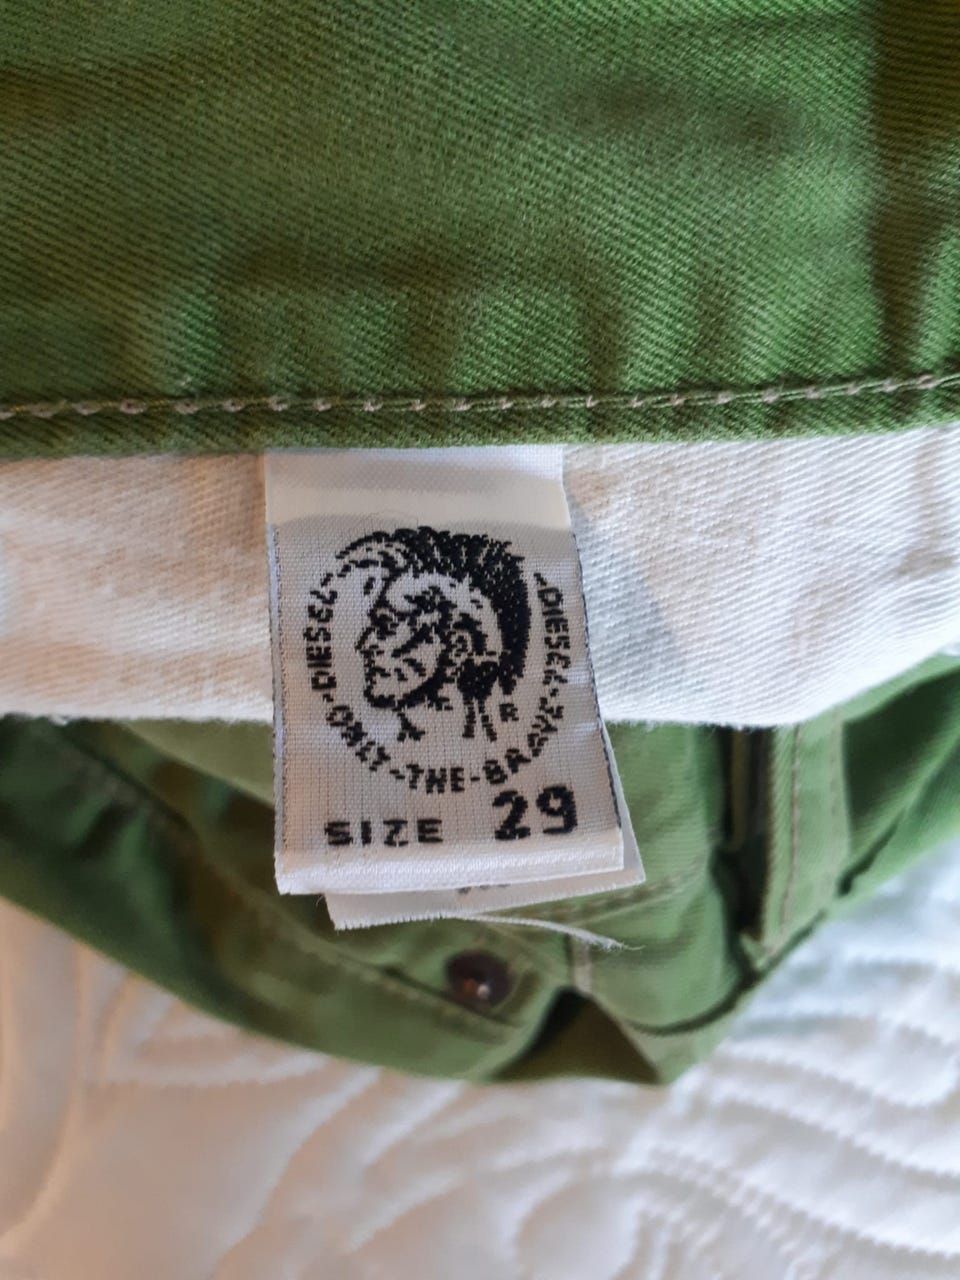 -DIESEL-ONLY-THE-BRAVE-DIESEL-
R
SIZE 29